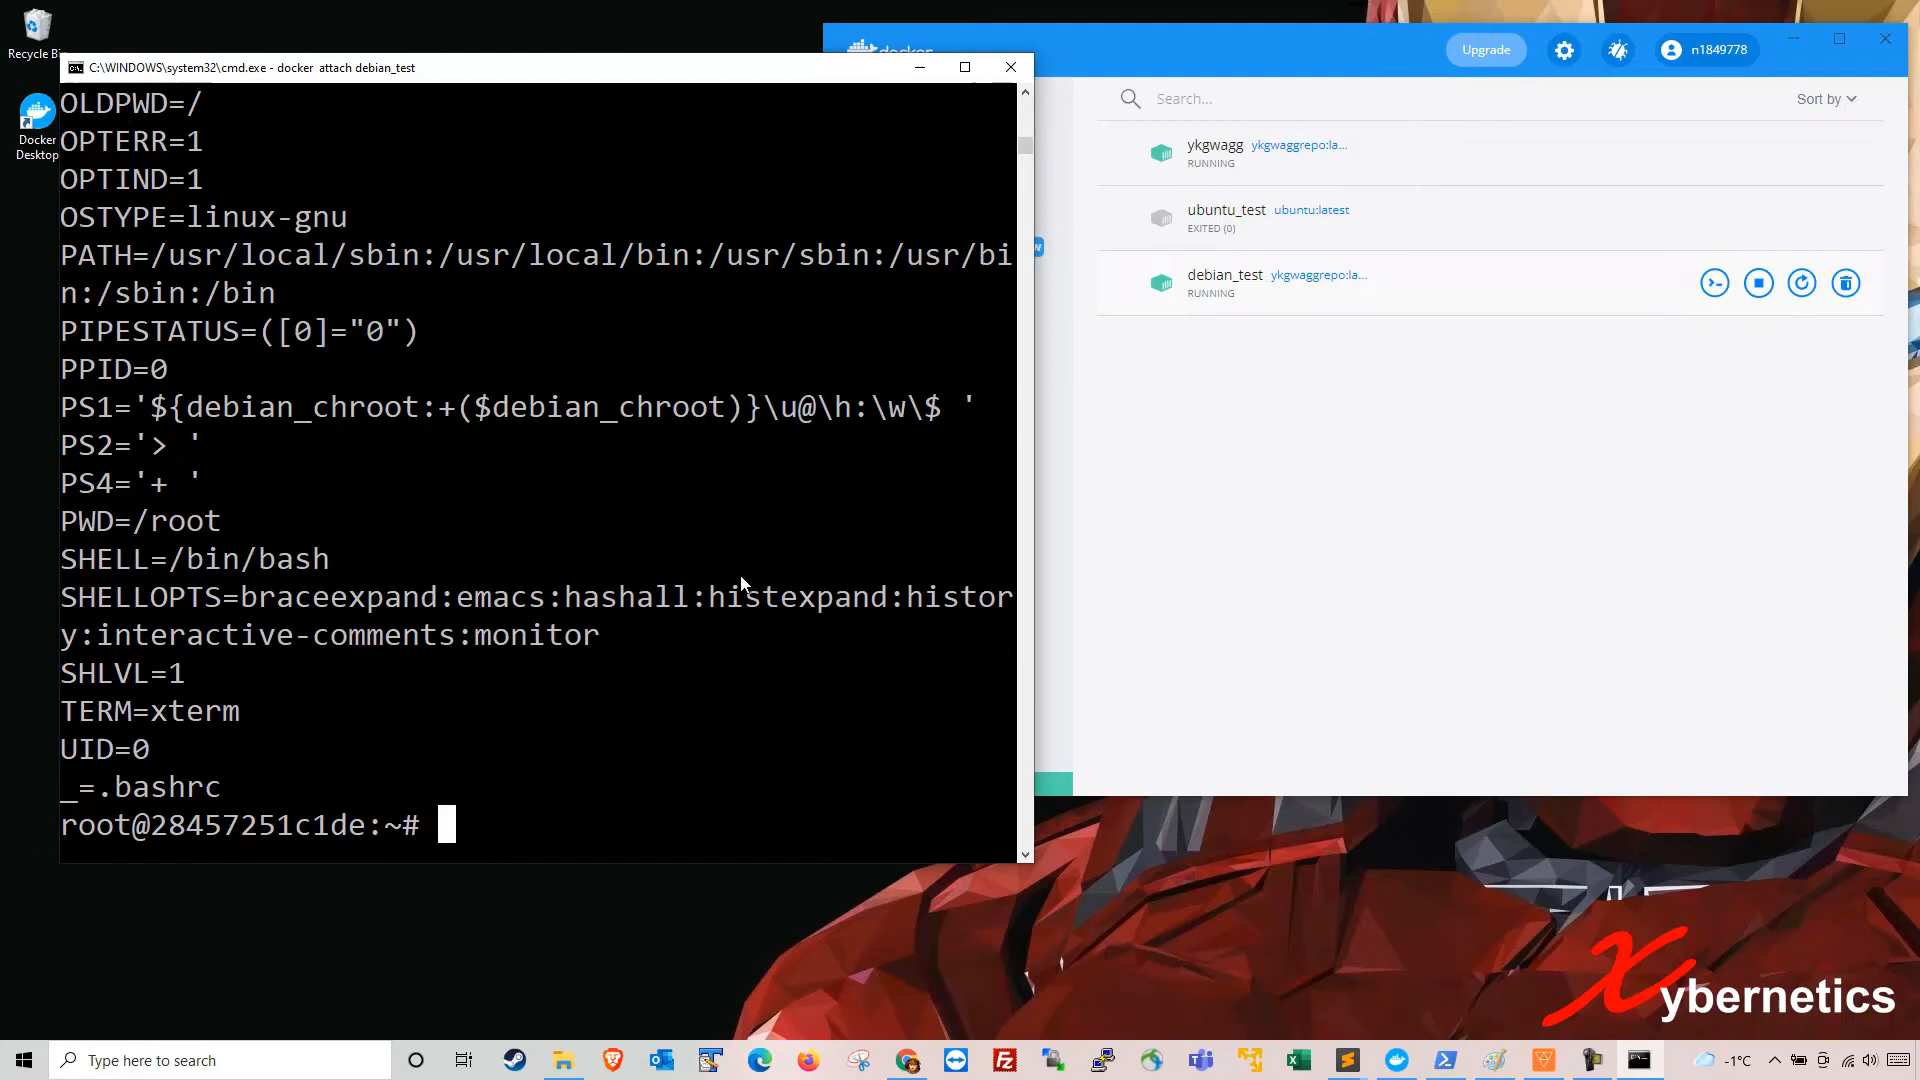 Recycle Bi
Docker
Desktop
C:\WINDOWS\system32\cmd.exe - docker  attach debian_test
OLDPWD=/
OPTERR=1
OPTIND=1
OSTYPE=linux-gnu
PATH=/usr/local/sbin:/usr/local/bin:/usr/sbin:/usr/bi
n:/sbin:/bin
PIPESTATUS=([0]="0")
PPID=0
PS1='${debian_chroot:+($debian_chroot)}\u@\h:\w\$ '
PS2='> '
PS4='+ '
PWD=/root
SHELL=/bin/bash
SHELLOPTS=braceexpand:emacs:hashall:histexpand:histor
y:interactive-comments:monitor
SHLVL=1
TERM=xterm
UID=0
_=.bashrc
root@28457251c1de:~#
docker
Upgrade
n1849778
Search...
Sort by
ykgwagg ykgwaggrepo:la...
RUNNING
ubuntu_test ubuntu:latest
EXITED (0)
debian_test ykgwaggrepo:la...
RUNNING
Xybernetics
Type here to search
-1°C